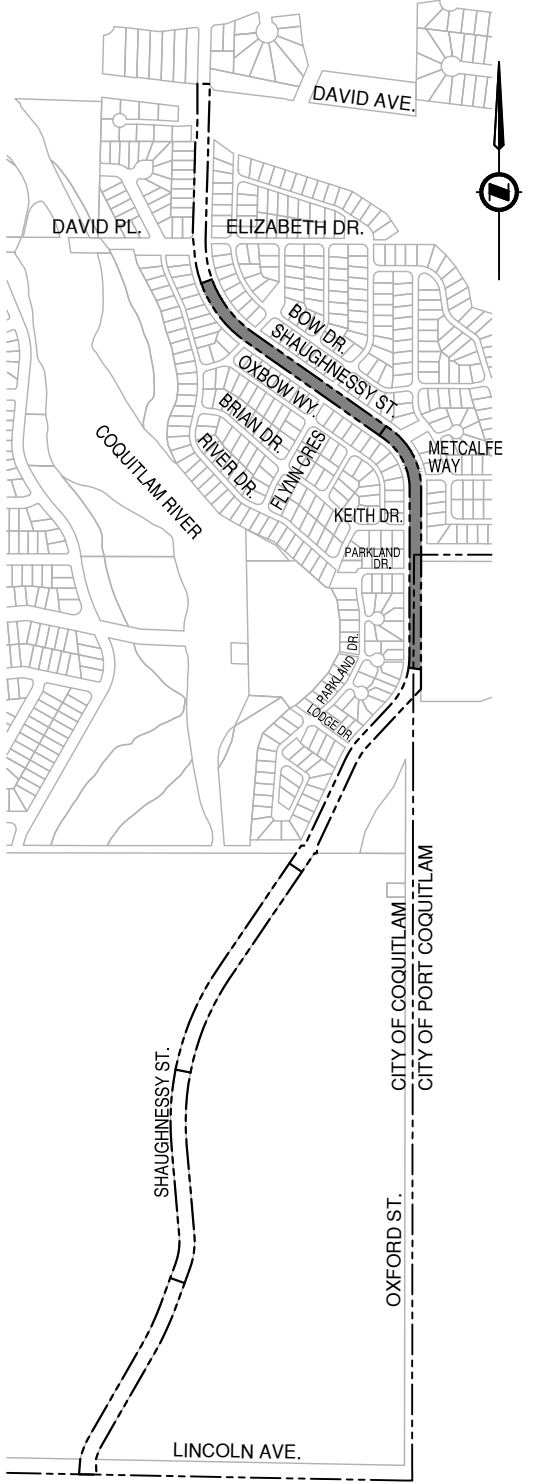 DAVID AVE.
DAVID PL.
ELIZABETH DR.
BOW DR.
SHAUGHNESSY ST.
OXBOW WY.
BRIAN DR.
FLYNN CRES
RIVER DR.
COQUITLAM RIVER
METCALFE
WAY
KEITH DR.
PARKLAND
DR.
PARKLAND DR.
LODGE DR
CITY OF COQUITLAM
CITY OF PORT COQUITLAM
SHAUGHNESSY ST.
OXFORD ST.
LINCOLN AVE.
Z